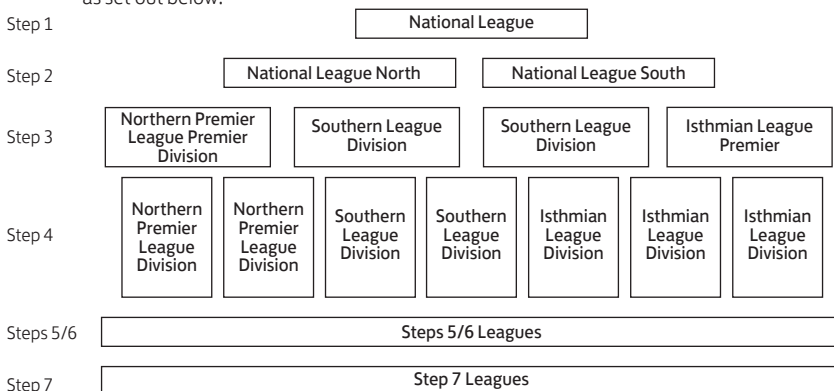 as set out below:
Step 1
National League
Step 2
National League North
National League South
Step 3
Northern Premier
League Premier
Division
Southern League
Division
Southern League
Division
Isthmian League
Premier
Step 4
Northern
Premier
League
Division
Northern
Premier
League
Division
Southern
League
Division
Southern
League
Division
Isthmian
League
Division
Isthmian
League
Division
Isthmian
League
Division
Steps 5/6
Steps 5/6 Leagues
Step 7
Step 7 Leagues